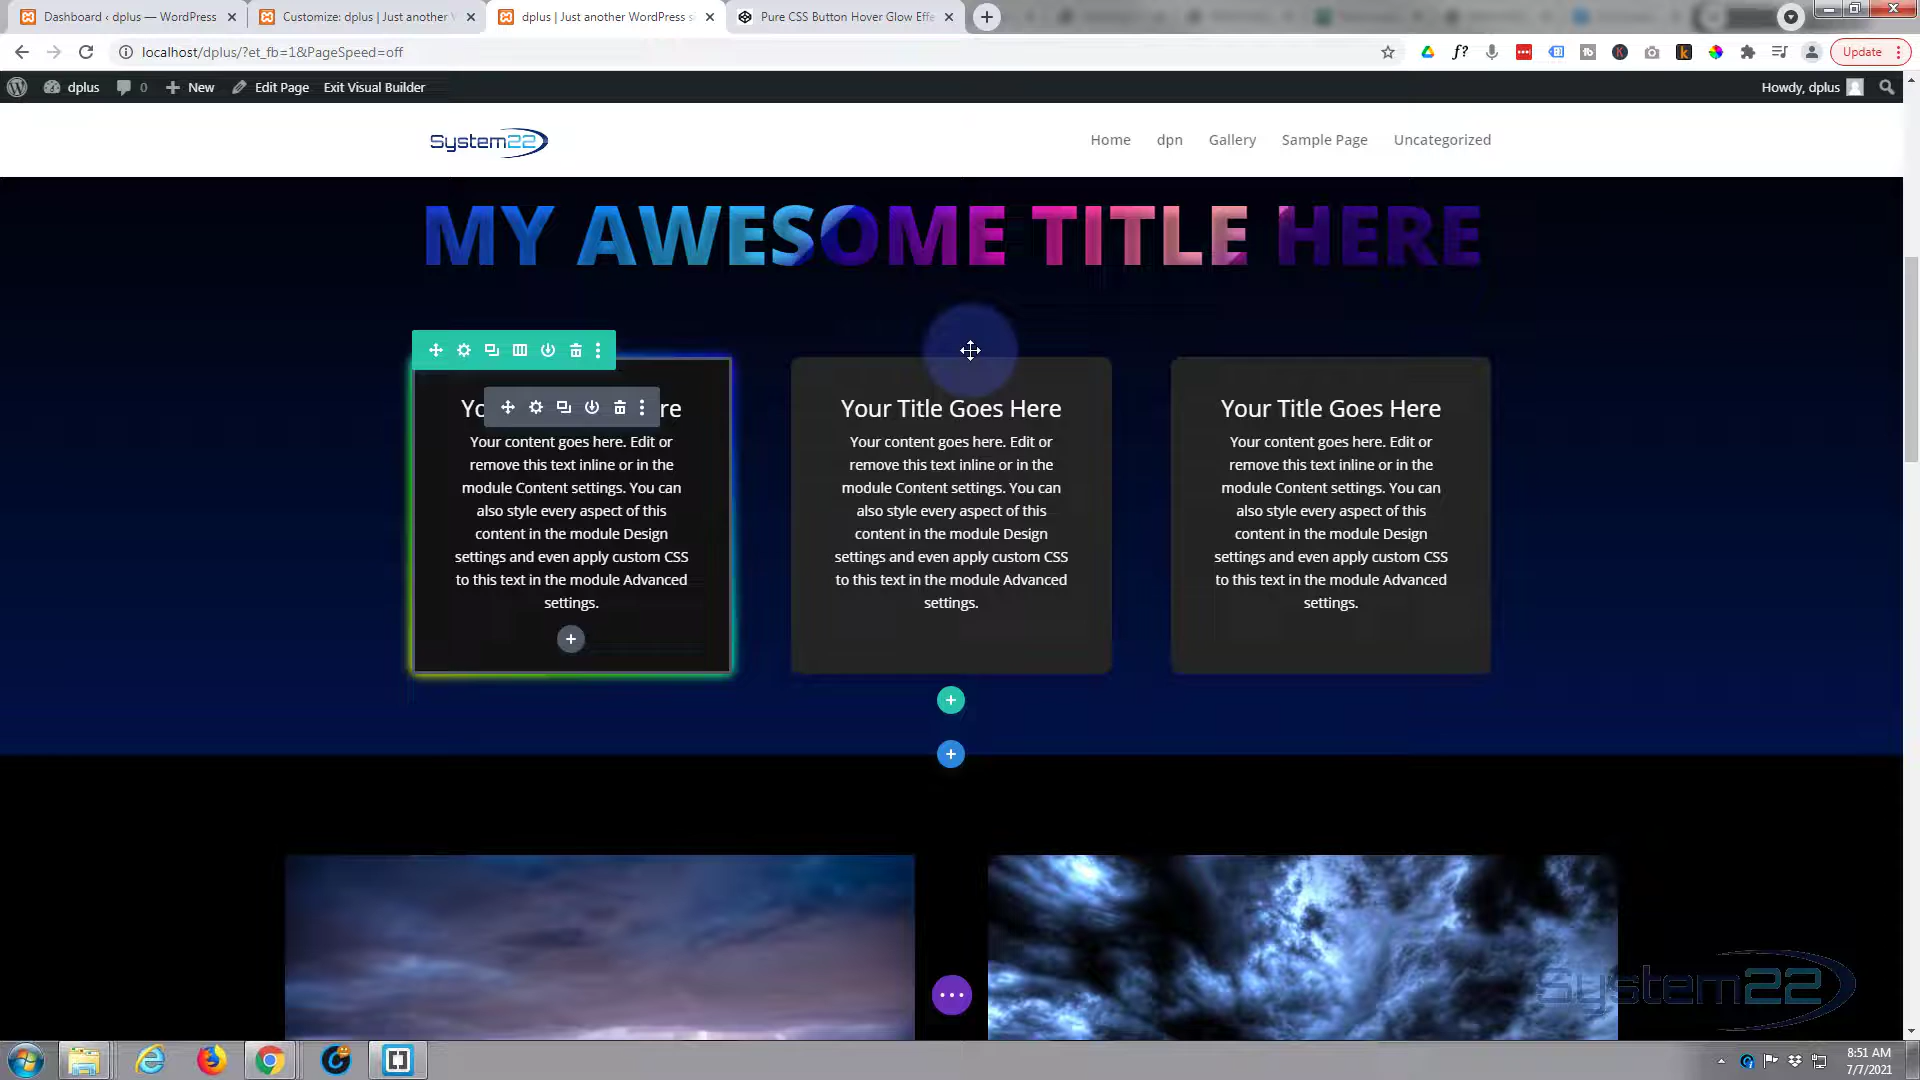 Dashboard ‹ dplus — WordPress
Customize: dplus | Just another
dplus | Just another WordPress s
Pure CSS Button Hover Glow Effe
localhost/dplus/?et_fb=1&PageSpeed=off
Update
dplus
0
New
Edit Page
Exit Visual Builder
Howdy, dplus
System22
Home
dpn
Gallery
Sample Page
Uncategorized
MY AWESOME TITLE HERE
Yo re
Your content goes here. Edit or
remove this text inline or in the
module Content settings. You can
also style every aspect of this
content in the module Design
settings and even apply custom CSS
to this text in the module Advanced
settings.
Your Title Goes Here
Your content goes here. Edit or
remove this text inline or in the
module Content settings. You can
also style every aspect of this
content in the module Design
settings and even apply custom CSS
to this text in the module Advanced
settings.
Your Title Goes Here
Your content goes here. Edit or
remove this text inline or in the
module Content settings. You can
also style every aspect of this
content in the module Design
settings and even apply custom CSS
to this text in the module Advanced
settings.
System22
8:51 AM
7/7/2021